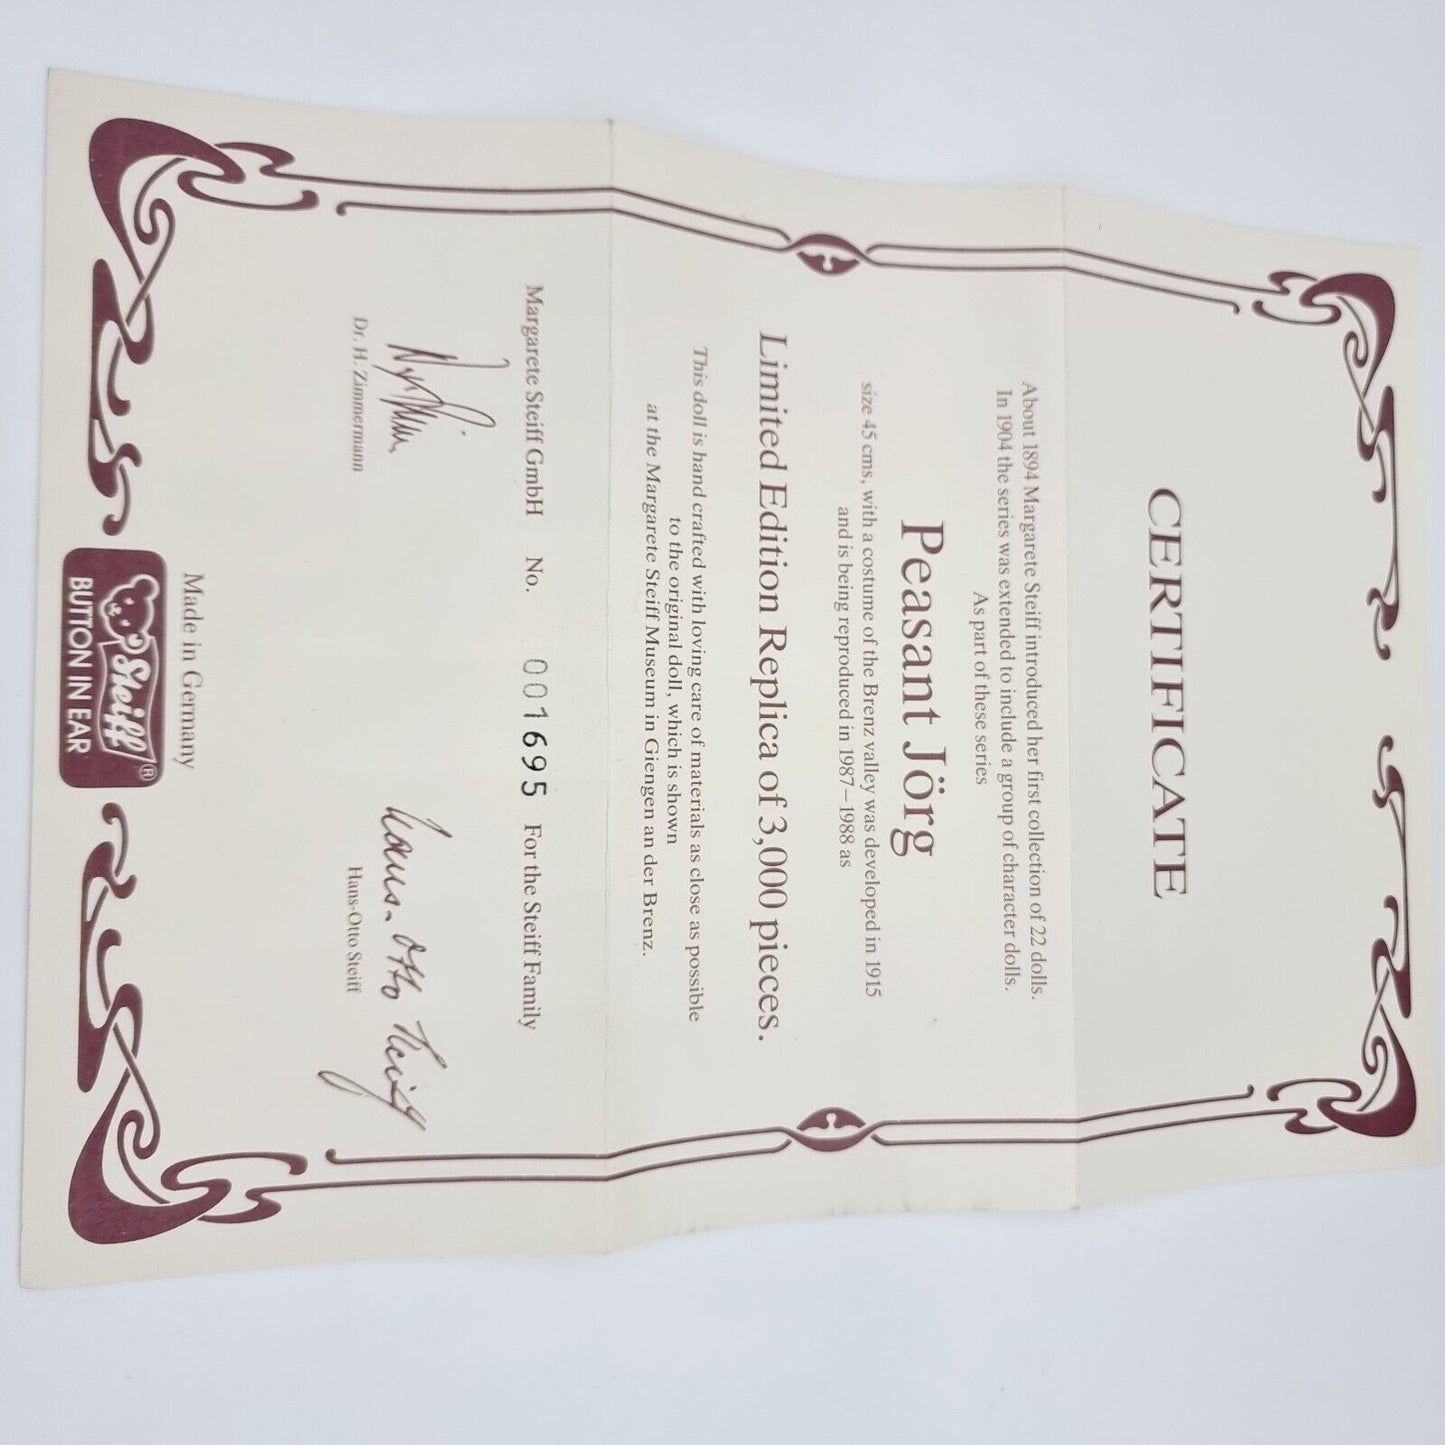 CERTIFICATE
About 1894 Margarete Steiff introduced her first collection of 22 dolls.
In 1904 the series was extended to include a group of character dolls.
As part of these series
Peasant Jörg
size 45 cms, with a costume of the Brenz valley was developed in 1915
and is being reproduced in 1987–1988 as
Limited Edition Replica of 3,000 pieces.
This doll is hand crafted with loving care of materials as close as possible
to the original doll, which is shown
at the Margarete Steiff Museum in Giengen an der Brenz.
Margarete Steiff GmbH No. 001695 For the Steiff Family
Hans-Otto Steiff
Dr. H. Zimmermann Hans-Otto Steiff
Made in Germany
Steiff ®
BUTTON IN EAR